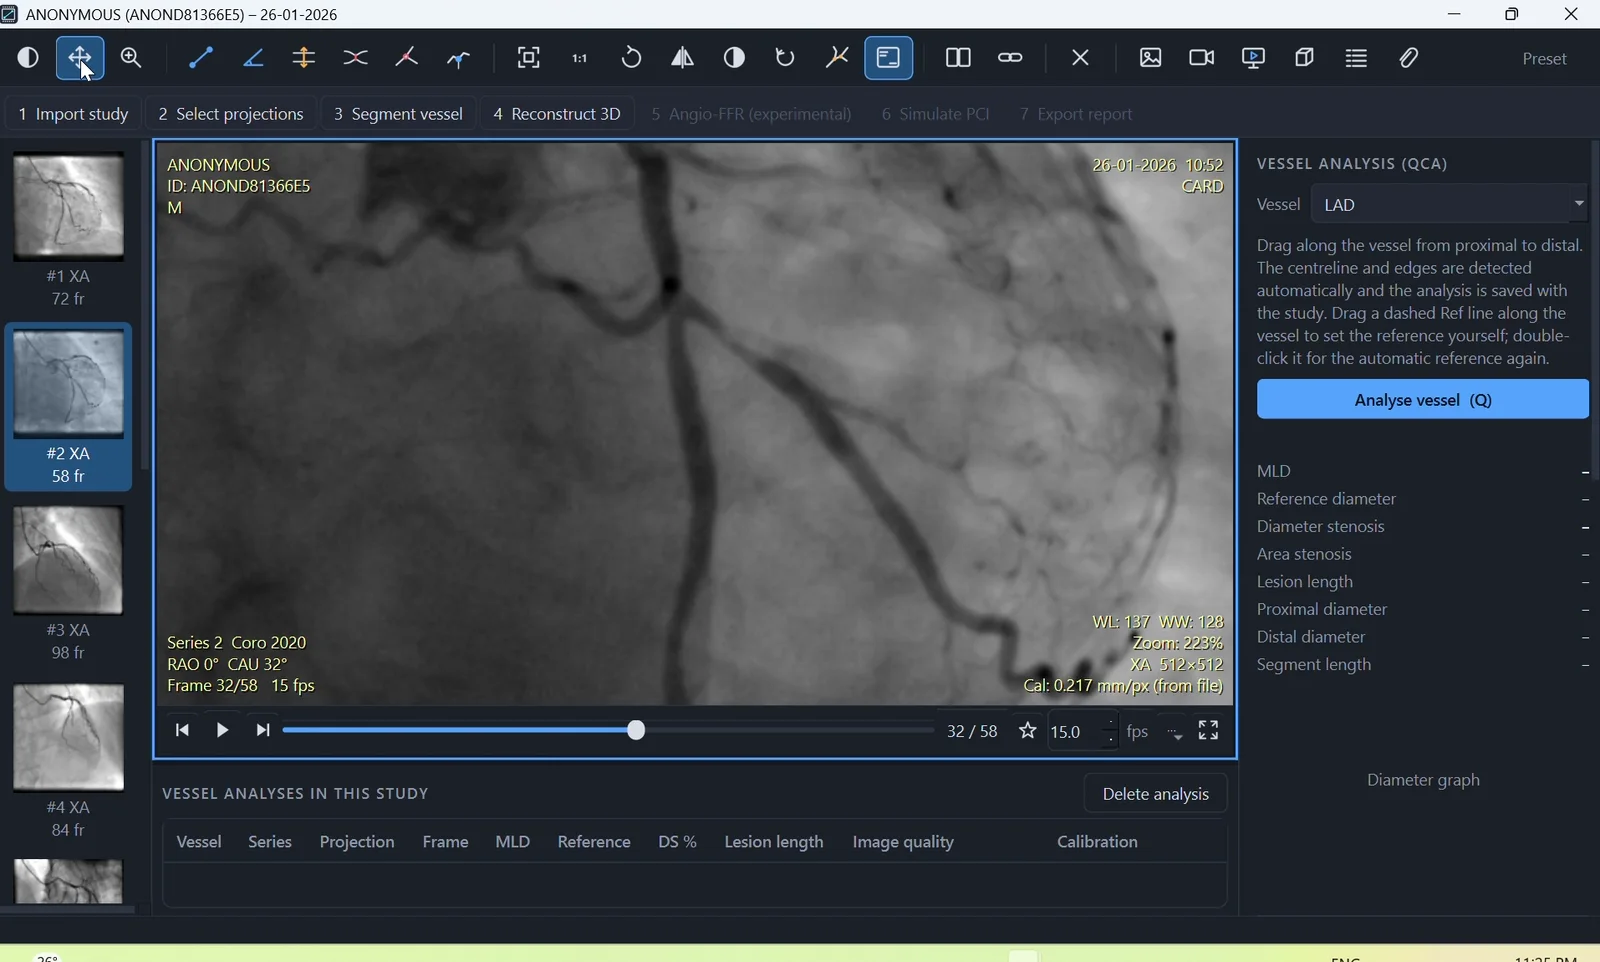 ANONYMOUS (ANOND81366E5) – 26-01-2026
1:1
Preset
1 Import study
2 Select projections
3 Segment vessel
4 Reconstruct 3D
5 Angio-FFR (experimental)
6 Simulate PCI
7 Export report
#1 XA
72 fr
#2 XA
58 fr
#3 XA
98 fr
#4 XA
84 fr
ANONYMOUS
ID: ANOND81366E5
M
26-01-2026 10:52
CARD
Series 2 Coro 2020
RAO 0° CAU 32°
Frame 32/58 15 fps
WL: 137 WW: 128
Zoom: 223%
XA 512×512
Cal: 0.217 mm/px (from file)
32 / 58
15.0
fps
VESSEL ANALYSES IN THIS STUDY
Delete analysis
Vessel Series Projection Frame MLD Reference DS % Lesion length Image quality Calibration
VESSEL ANALYSIS (QCA)
Vessel LAD
Drag along the vessel from proximal to distal.
The centreline and edges are detected
automatically and the analysis is saved with
the study. Drag a dashed Ref line along the
vessel to set the reference yourself; double-
click it for the automatic reference again.
Analyse vessel (Q)
MLD –
Reference diameter –
Diameter stenosis –
Area stenosis –
Lesion length –
Proximal diameter –
Distal diameter –
Segment length –
Diameter graph